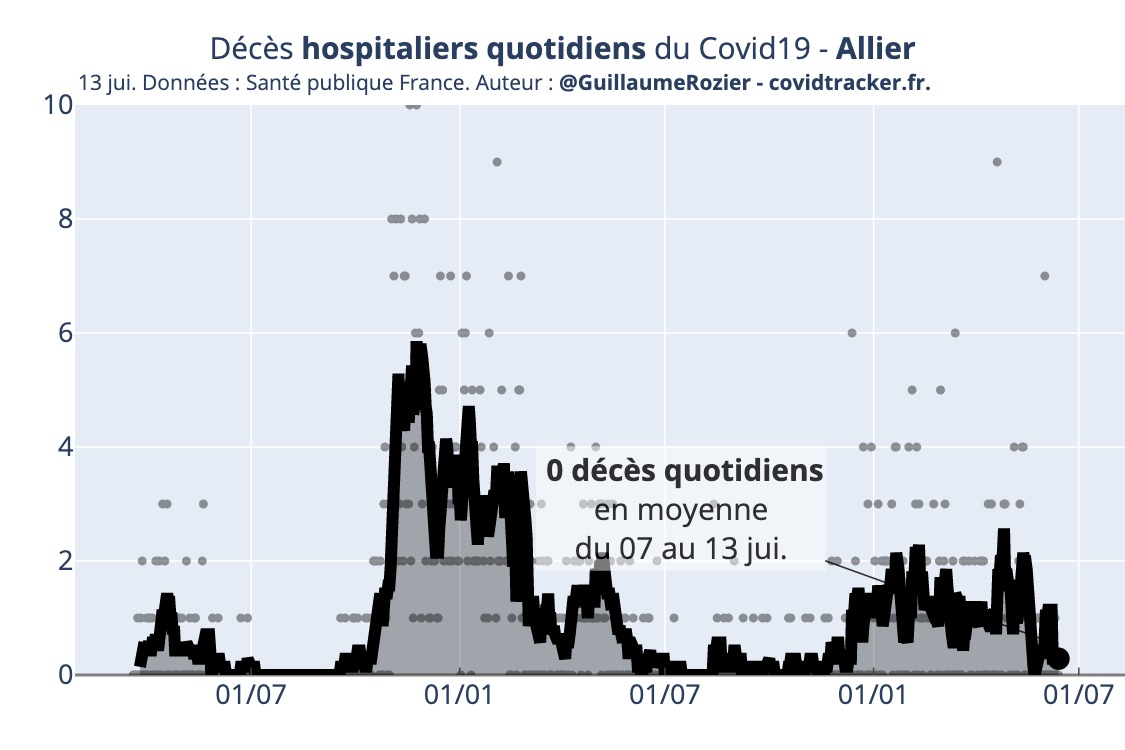 Décès hospitaliers quotidiens du Covid19 - Allier
13 jui. Données : Santé publique France. Auteur : @GuillaumeRozier - covidtracker.fr.
10
8
6
4
2
0
0 décès quotidiens
en moyenne
du 07 au 13 jui.
01/07 01/01 01/07 01/01 01/07